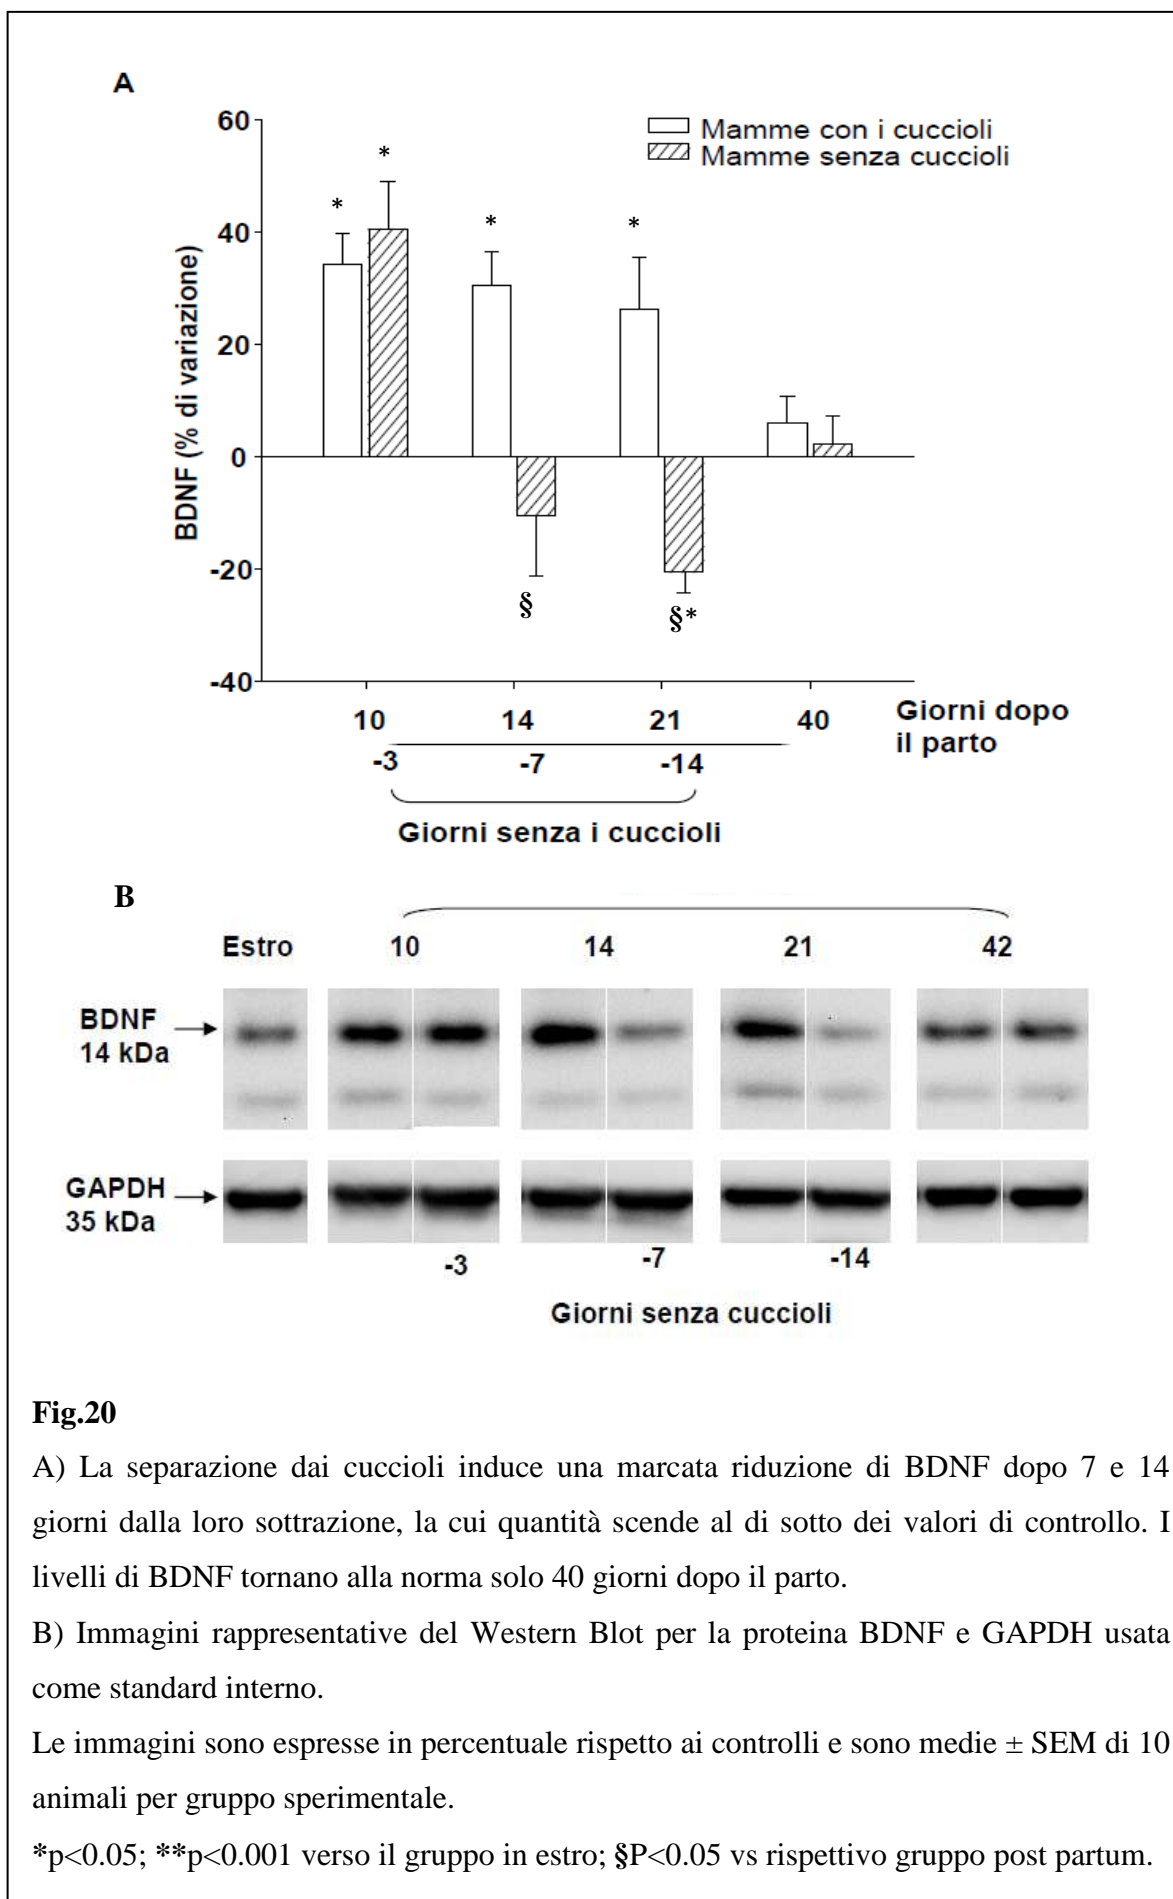 A
60
40
20
0
-20
-40
BDNF (% di variazione)
Mamme con i cuccioli
Mamme senza cuccioli
*
*
*
*
§
§*
10 14 21 40
Giorni dopo
il parto
-3 -7 -14
Giorni senza i cuccioli
B
Estro 10 14 21 42
BDNF
14 kDa
GAPDH
35 kDa
-3 -7 -14
Giorni senza cuccioli
Fig.20
A) La separazione dai cuccioli induce una marcata riduzione di BDNF dopo 7 e 14
giorni dalla loro sottrazione, la cui quantità scende al di sotto dei valori di controllo. I
livelli di BDNF tornano alla norma solo 40 giorni dopo il parto.
B) Immagini rappresentative del Western Blot per la proteina BDNF e GAPDH usata
come standard interno.
Le immagini sono espresse in percentuale rispetto ai controlli e sono medie ± SEM di 10
animali per gruppo sperimentale.
*p<0.05; **p<0.001 verso il gruppo in estro; §P<0.05 vs rispettivo gruppo post partum.